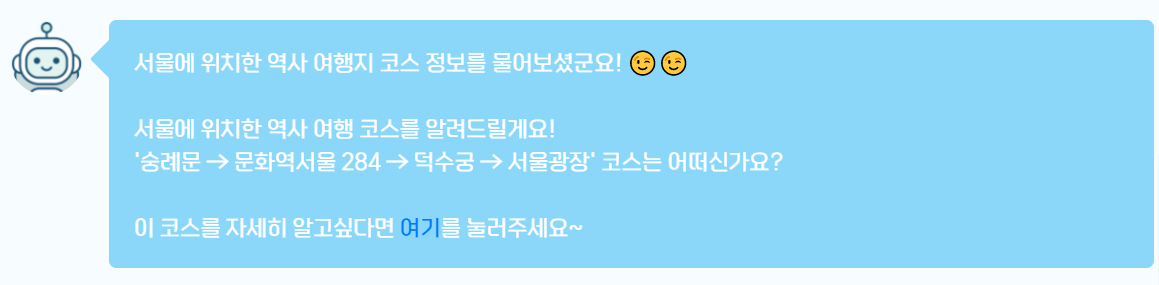 서울에 위치한 역사 여행지 코스 정보를 물어보셨군요! 😉😉
서울에 위치한 역사 여행 코스를 알려드릴게요!
'숭례문 → 문화역서울 284 → 덕수궁 → 서울광장' 코스는 어떠신가요?
이 코스를 자세히 알고싶다면 여기를 눌러주세요~